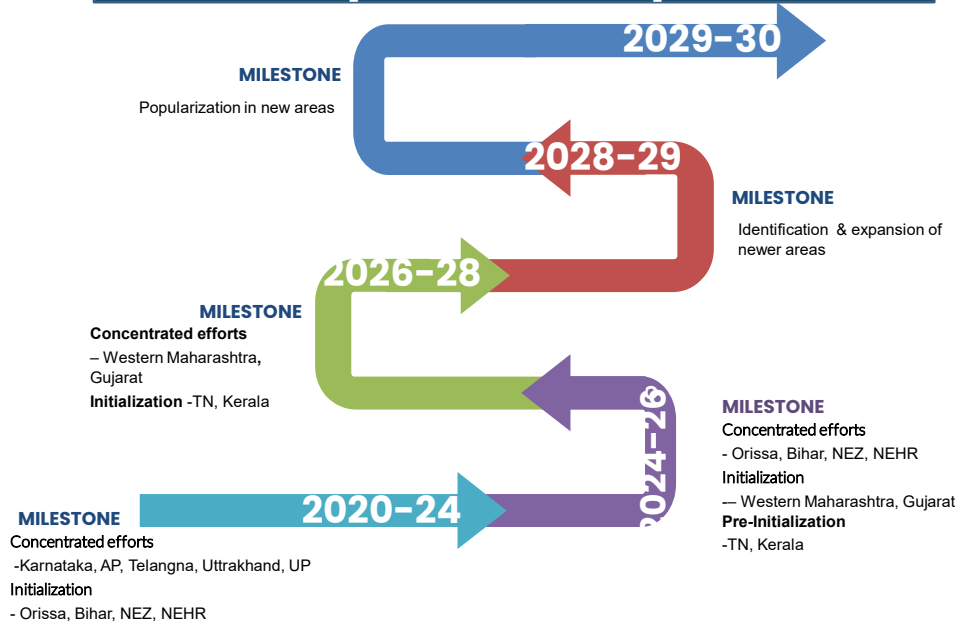 2029-30
MILESTONE
Popularization in new areas
2028-29
MILESTONE
Identification & expansion of
newer areas
2026-28
MILESTONE
Concentrated efforts
– Western Maharashtra,
Gujarat
Initialization -TN, Kerala
2024-26
MILESTONE
Concentrated efforts
- Orissa, Bihar, NEZ, NEHR
Initialization
-– Western Maharashtra, Gujarat
Pre-Initialization
-TN, Kerala
2020-24
MILESTONE
Concentrated efforts
-Karnataka, AP, Telangna, Uttrakhand, UP
Initialization
- Orissa, Bihar, NEZ, NEHR